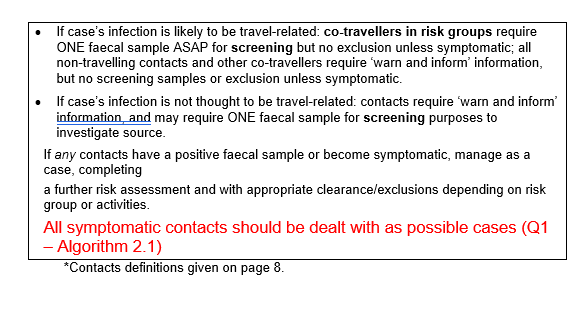 • If case's infection is likely to be travel-related: co-travellers in risk groups require
ONE faecal sample ASAP for screening but no exclusion unless symptomatic; all
non-travelling contacts and other co-travellers require ‘warn and inform’ information,
but no screening samples or exclusion unless symptomatic.
• If case's infection is not thought to be travel-related: contacts require ‘warn and inform’
information, and may require ONE faecal sample for screening purposes to
investigate source.
If any contacts have a positive faecal sample or become symptomatic, manage as a
case, completing
a further risk assessment and with appropriate clearance/exclusions depending on risk
group or activities.
All symptomatic contacts should be dealt with as possible cases (Q1
– Algorithm 2.1)
*Contacts definitions given on page 8.